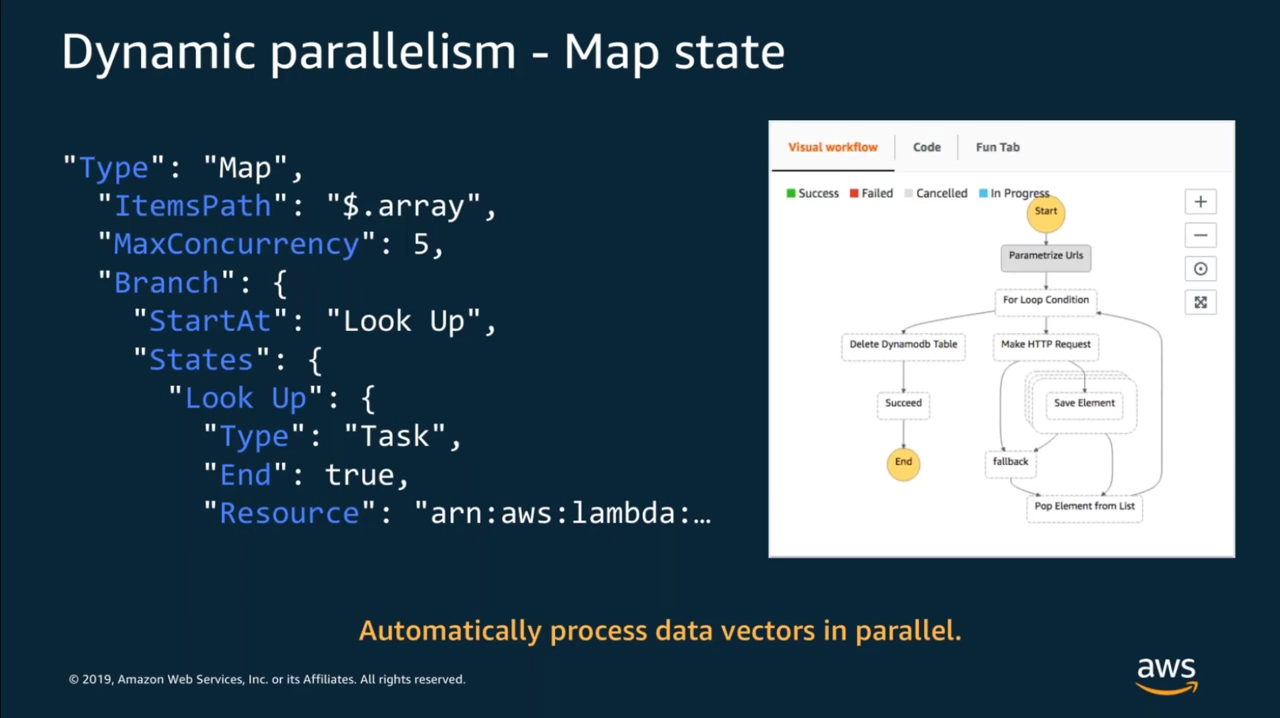 Dynamic parallelism - Map state
"Type": "Map",
"ItemsPath": "$.array",
"MaxConcurrency": 5,
"Branch": {
"StartAt": "Look Up",
"States": {
"Look Up": {
"Type": "Task",
"End": true,
"Resource": "arn:aws:lambda:…
Visual workflow
Code
Fun Tab
Success
Failed
Cancelled
In Progress
Start
Parametrize Urls
For Loop Condition
Delete Dynamodb Table
Make HTTP Request
Succeed
Save Element
End
fallback
Pop Element from List
Automatically process data vectors in parallel.
© 2019, Amazon Web Services, Inc. or its Affiliates. All rights reserved.
aws